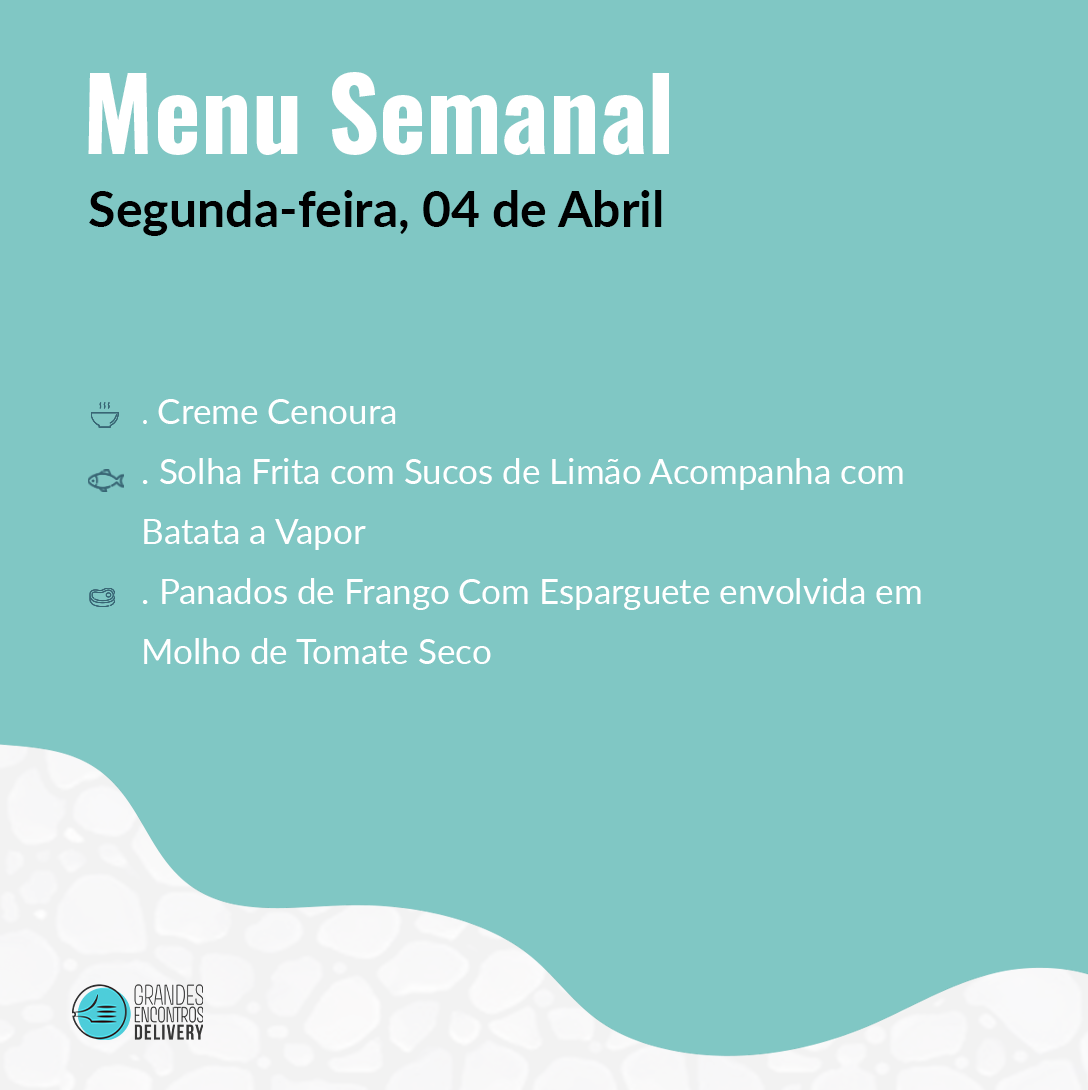 Menu Semanal
Segunda-feira, 04 de Abril
. Creme Cenoura
. Solha Frita com Sucos de Limão Acompanha com
Batata a Vapor
. Panados de Frango Com Esparguete envolvida em
Molho de Tomate Seco
GRANDES
ENCONTROS
DELIVERY